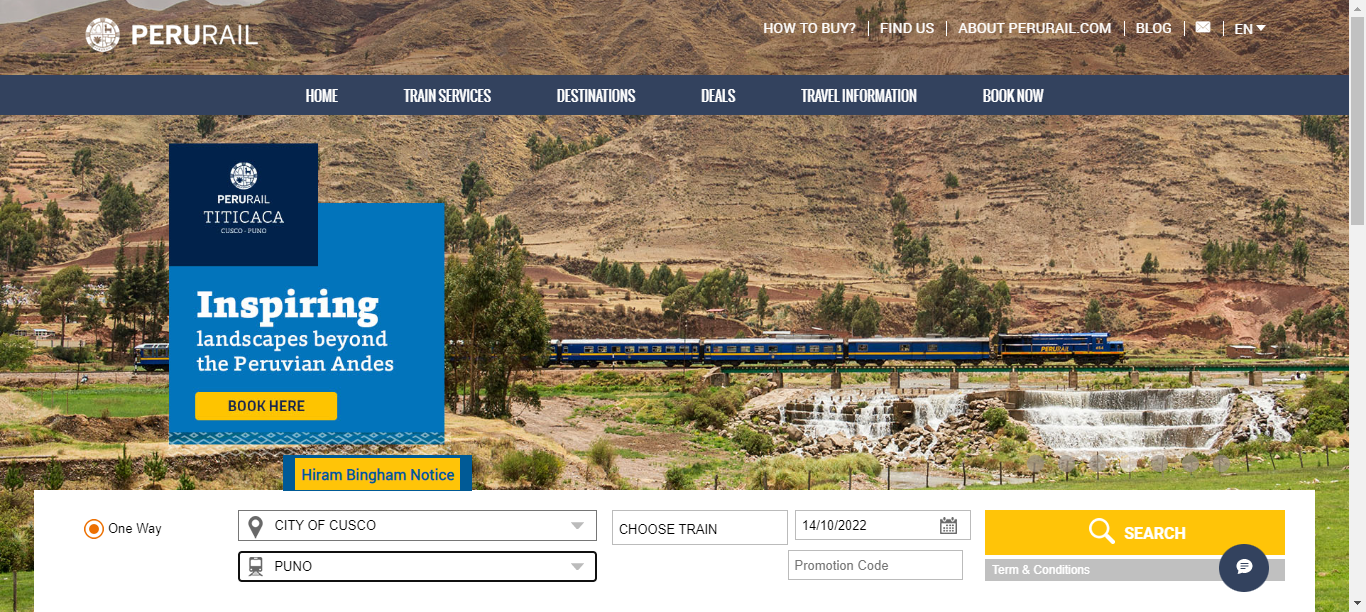 PERURAIL
HOW TO BUY?
FIND US
ABOUT PERURAIL.COM
BLOG
EN
HOME
TRAIN SERVICES
DESTINATIONS
DEALS
TRAVEL INFORMATION
BOOK NOW
PERURAIL
TITICACA
CUSCO - PUNO
Inspiring
landscapes beyond
the Peruvian Andes
BOOK HERE
PERURAIL
Hiram Bingham Notice
One Way
CITY OF CUSCO
CHOOSE TRAIN
14/10/2022
SEARCH
PUNO
Promotion Code
Term & Conditions